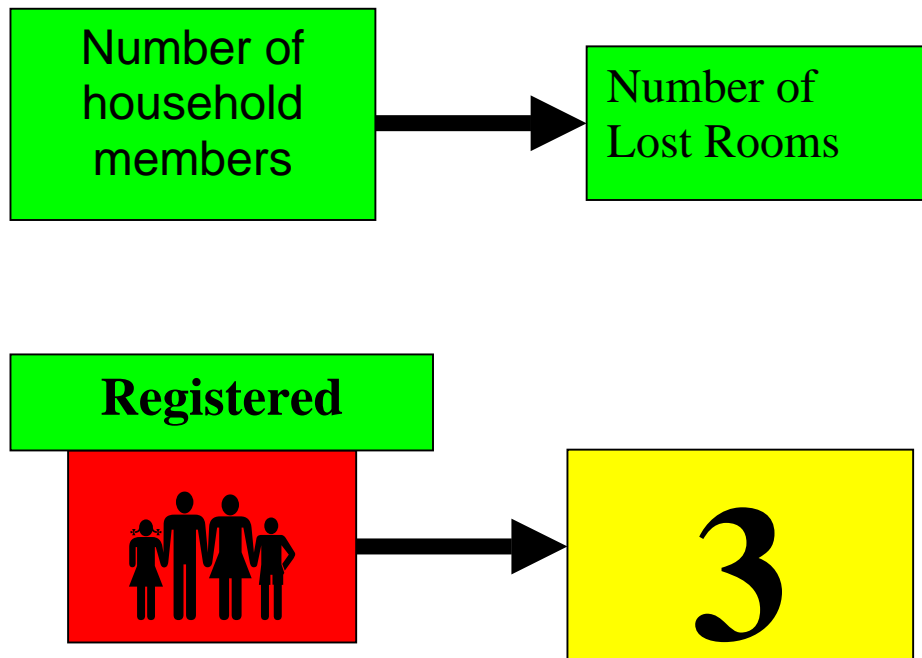 Number of
household
members
Number of
Lost Rooms
Registered
3